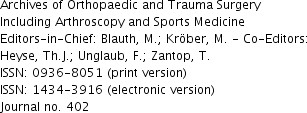 Archives of Orthopaedic and Trauma Surgery
Including Arthroscopy and Sports Medicine
Editors-in-Chief: Blauth, M.; Kröber, M. - Co-Editors:
Heyse, Th.J.; Unglaub, F.; Zantop, T.
ISSN: 0936-8051 (print version)
ISSN: 1434-3916 (electronic version)
Journal no. 402